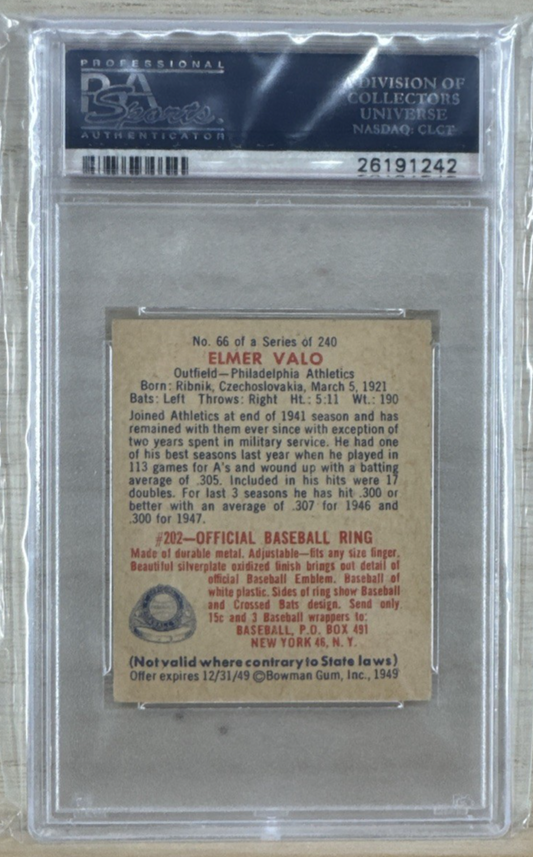 PROFESSIONAL
PSA
Sports
AUTHENTICATOR
A DIVISION OF
COLLECTORS
UNIVERSE
NASDAQ: CLCT
26191242
No. 66 of a Series of 240
ELMER VALO
Outfield—Philadelphia Athletics
Born: Ribnik, Czechoslovakia, March 5, 1921
Bats: Left Throws: Right Ht.: 5:11 Wt.: 190
Joined Athletics at end of 1941 season and has
remained with them ever since with exception of
two years spent in military service. He had one
of his best seasons last year when he played in
113 games for A's and wound up with a batting
average of .305. Included in his hits were 17
doubles. For last 3 seasons he has hit .300 or
better with an average of .307 for 1946 and
.300 for 1947.
#202—OFFICIAL BASEBALL RING
Made of durable metal. Adjustable—fits any size finger.
Beautiful silverplate oxidized finish brings out detail of
official Baseball Emblem. Baseball of
white plastic. Sides of ring show Baseball
and Crossed Bats design. Send only
15c and 3 Baseball wrappers to:
BASEBALL, P.O. BOX 491
NEW YORK 46, N. Y.
(Not valid where contrary to State laws)
Offer expires 12/31/49 ©Bowman Gum, Inc., 1949